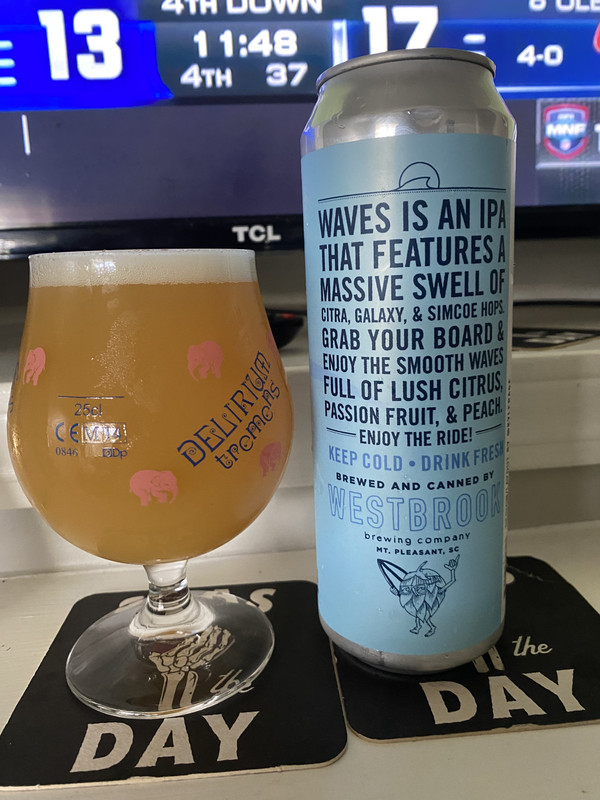 4TH DOWN
13
11:48
17
4TH 37
4-0
MNF
TCL
WAVES IS AN IPA
THAT FEATURES A
MASSIVE SWELL OF
CITRA, GALAXY, & SIMCOE HOPS.
GRAB YOUR BOARD &
ENJOY THE SMOOTH WAVES
FULL OF LUSH CITRUS,
PASSION FRUIT, & PEACH.
ENJOY THE RIDE!
KEEP COLD • DRINK FRESH
BREWED AND CANNED BY
WESTBROOK
brewing company
MT. PLEASANT, SC
25cl
CE M14
0846
DELIRIUM
tremens
the
DAY
the
DAY